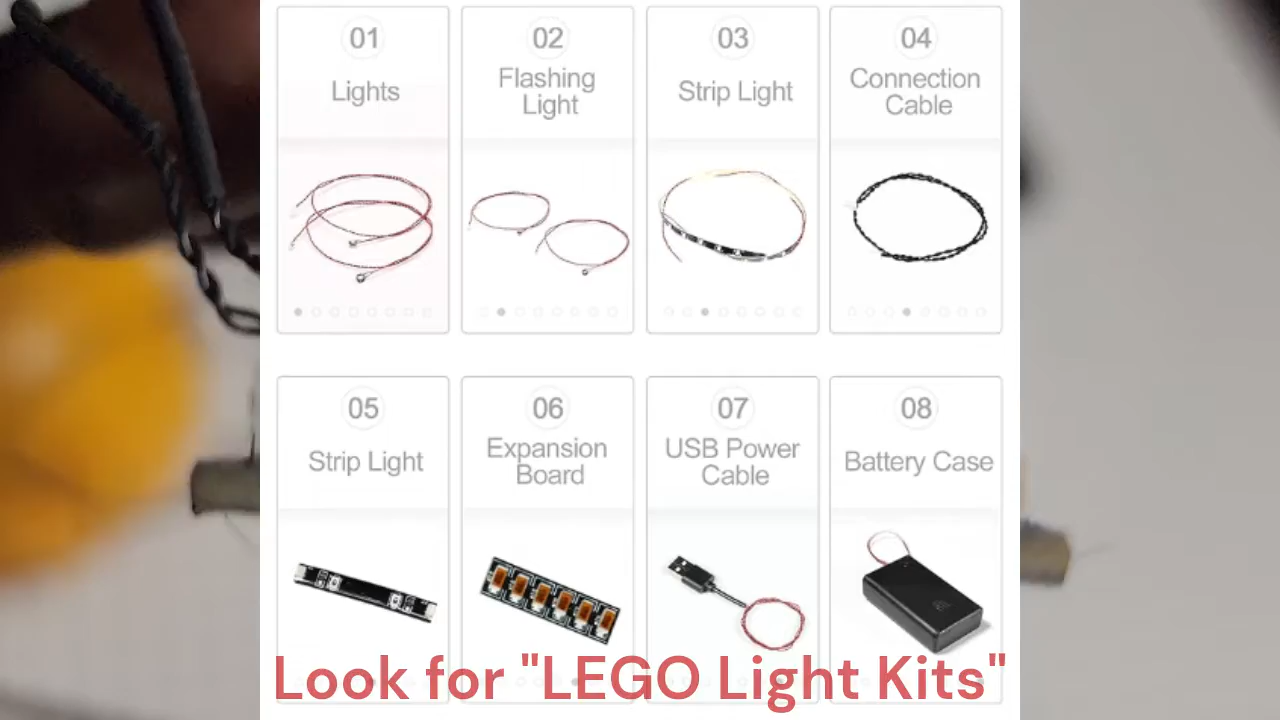 01
Lights
02
Flashing
Light
03
Strip Light
04
Connection
Cable
05
Strip Light
06
Expansion
Board
07
USB Power
Cable
08
Battery Case
Look for "LEGO Light Kits"